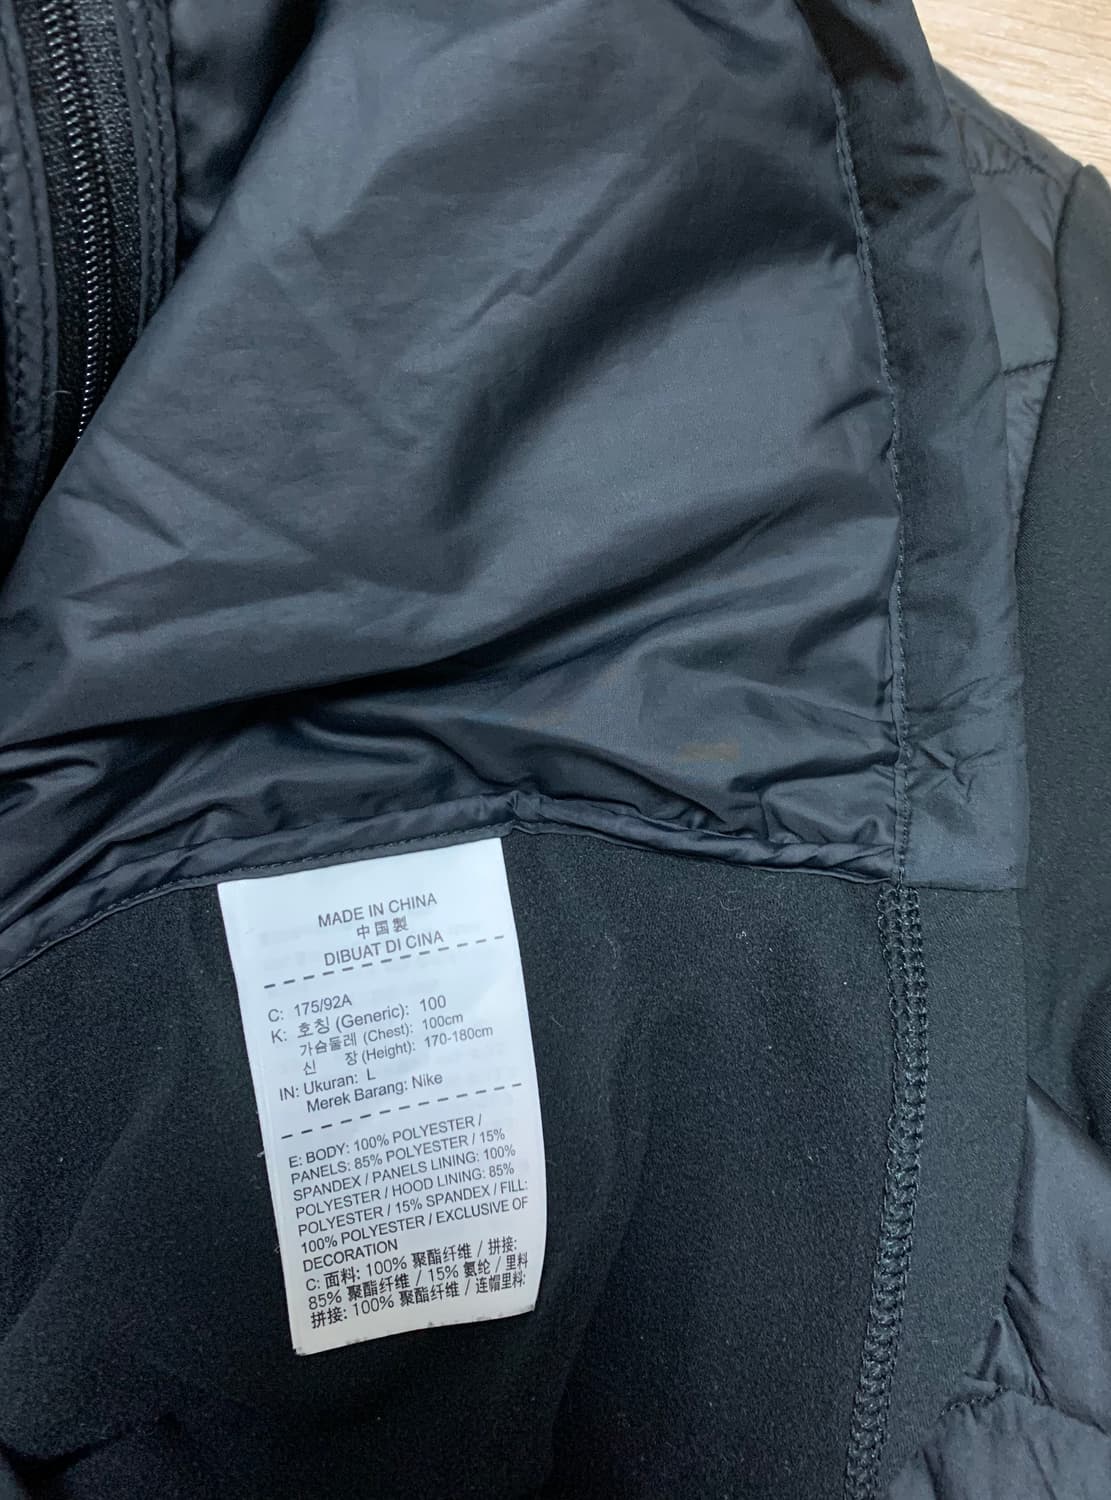 MADE IN CHINA
中国製
DIBUAT DI CINA
C: 175/92A
K: 호칭 (Generic): 100
가슴둘레 (Chest): 100cm
신 장 (Height): 170-180cm
IN: Ukuran: L
Merek Barang: Nike
E: BODY: 100% POLYESTER /
PANELS: 85% POLYESTER / 15%
SPANDEX / PANELS LINING: 100%
POLYESTER / HOOD LINING: 85%
POLYESTER / 15% SPANDEX / FILL:
100% POLYESTER / EXCLUSIVE OF
DECORATION
C: 面料: 100% 聚酯纤维 / 拼接:
85% 聚酯纤维 / 15% 氨纶 / 里料
拼接: 100% 聚酯纤维 / 连帽里料: